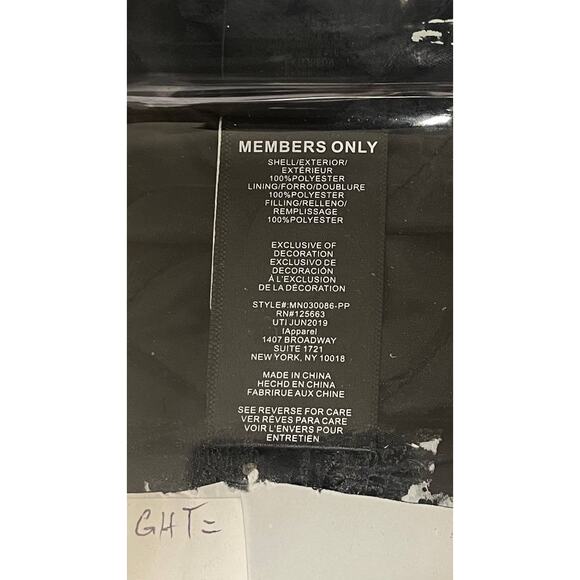 MEMBERS ONLY
SHELL/EXTERIOR/
EXTÉRIEUR
100%POLYESTER
LINING/FORRO/DOUBLURE
100%POLYESTER
FILLING/RELLENO/
REMPLISSAGE
100%POLYESTER
EXCLUSIVE OF
DECORATION
EXCLUSIVO DE
DECORACIÓN
À L'EXCLUSION
DE LA DÉCORATION
STYLE#:MN030086-PP
RN#125663
UTI JUN2019
IApparel
1407 BROADWAY
SUITE 1721
NEW YORK, NY 10018
MADE IN CHINA
HECHD EN CHINA
FABRIRUE AUX CHINE
SEE REVERSE FOR CARE
VER RÊVES PARA CARE
VOIR L'ENVERS POUR
ENTRETIEN
GHT=